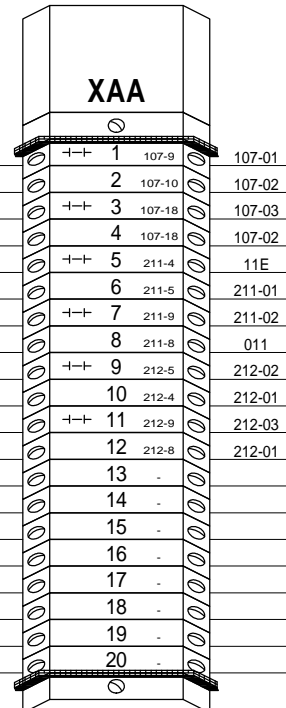 XAA
1 107-9 107-01
2 107-10 107-02
3 107-18 107-03
4 107-18 107-02
5 211-4 11E
6 211-5 211-01
7 211-9 211-02
8 211-8 011
9 212-5 212-02
10 212-4 212-01
11 212-9 212-03
12 212-8 212-01
13 -
14 -
15 -
16 -
17 -
18 -
19 -
20 -